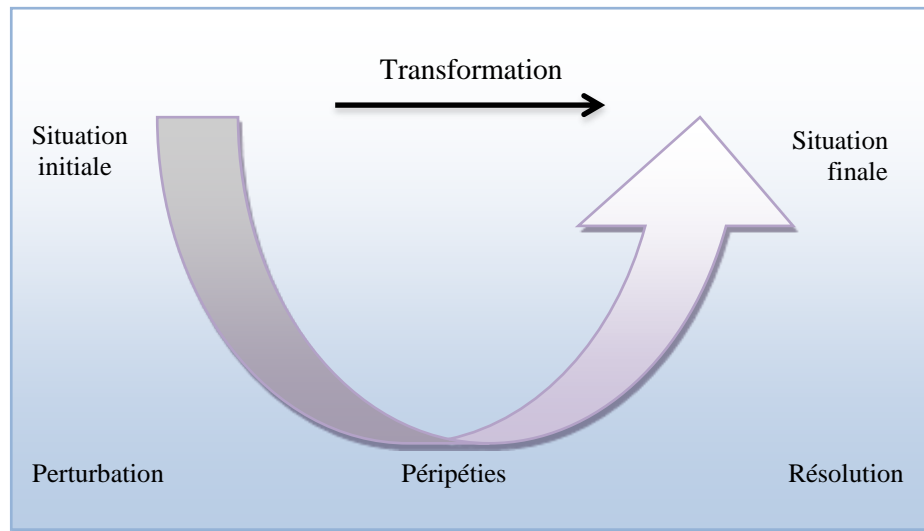 Transformation
Situation
initiale
Situation
finale
Perturbation
Péripéties
Résolution